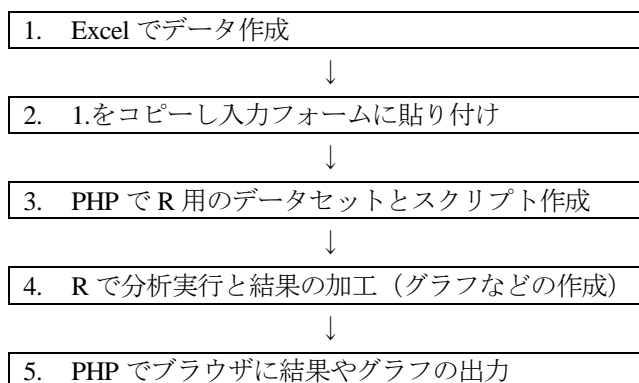 1. Excel でデータ作成
↓
2. 1.をコピーし入力フォームに貼り付け
↓
3. PHP で R 用のデータセットとスクリプト作成
↓
4. R で分析実行と結果の加工（グラフなどの作成）
↓
5. PHP でブラウザに結果やグラフの出力